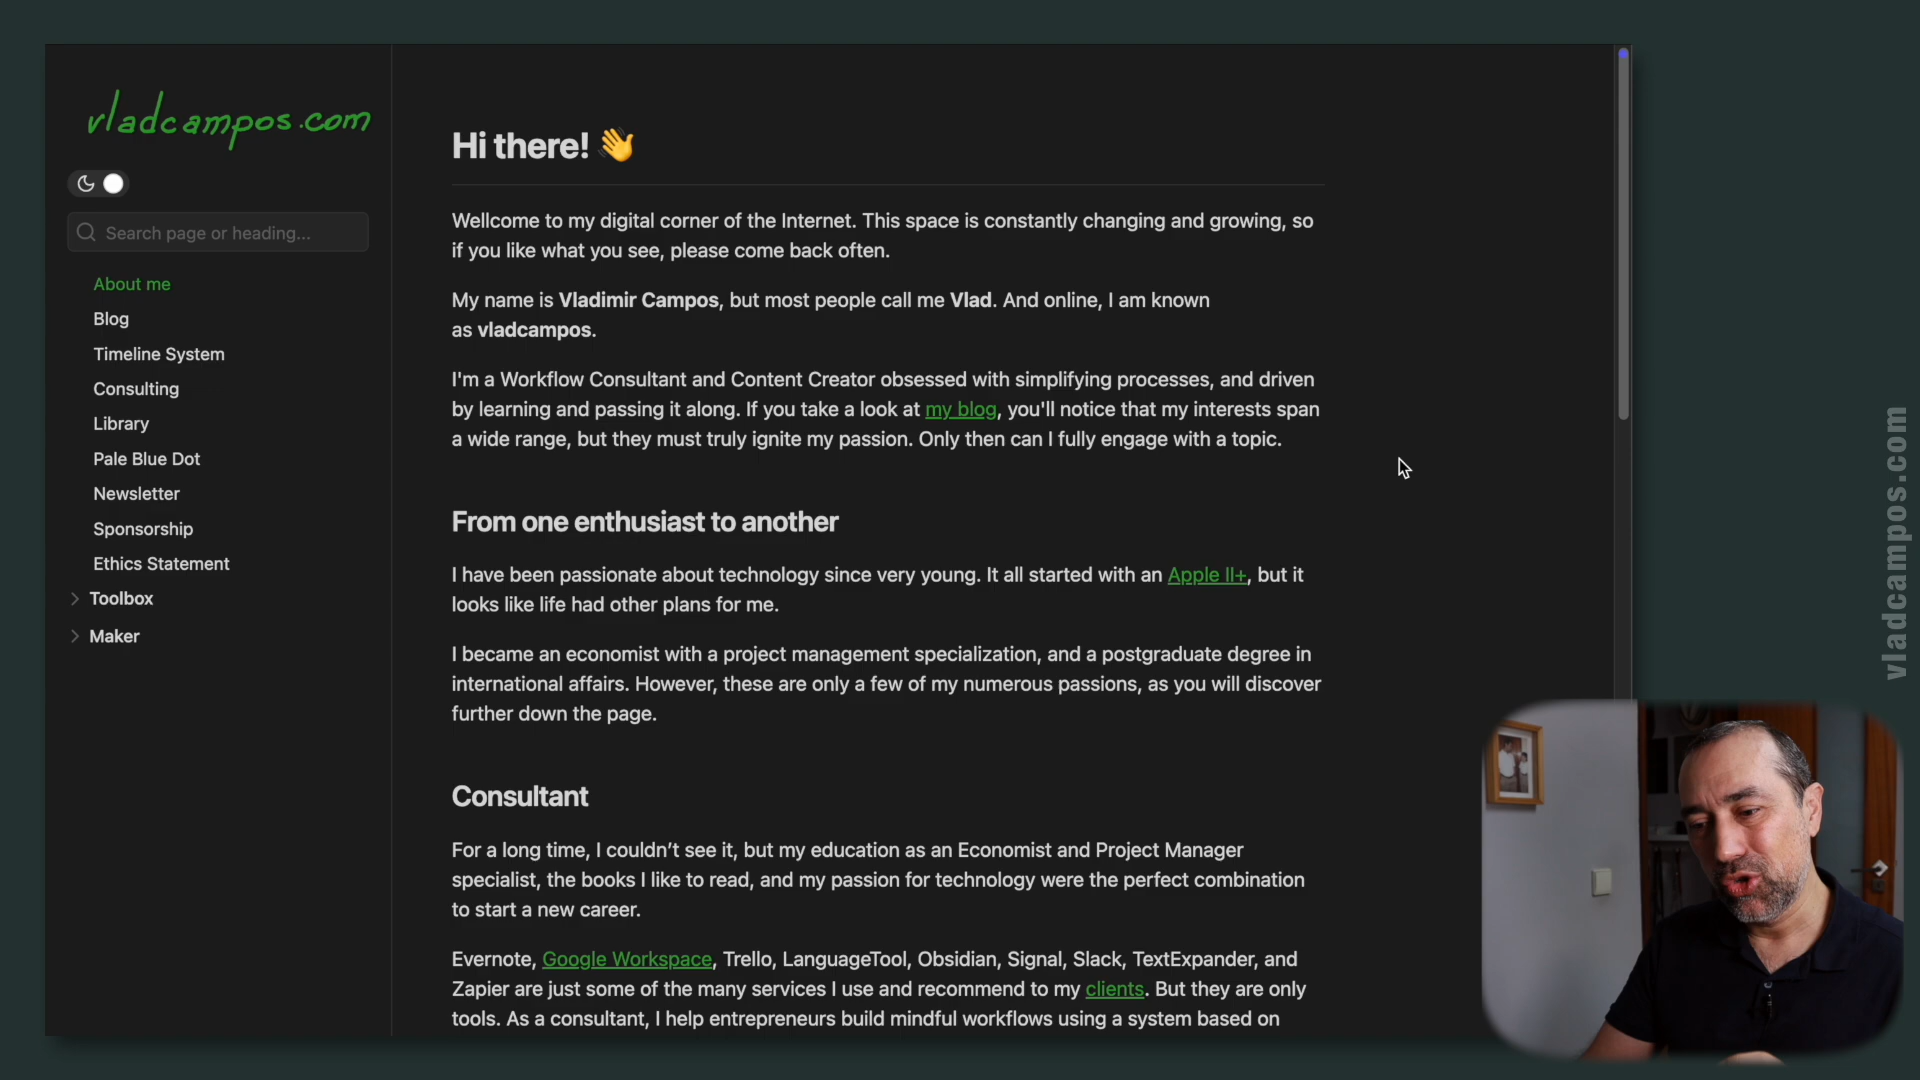 vladcampos.com
Search page or heading...
About me
Blog
Timeline System
Consulting
Library
Pale Blue Dot
Newsletter
Sponsorship
Ethics Statement
Toolbox
Maker
Hi there! 👋
Wellcome to my digital corner of the Internet. This space is constantly changing and growing, so
if you like what you see, please come back often.
My name is Vladimir Campos, but most people call me Vlad. And online, I am known
as vladcampos.
I'm a Workflow Consultant and Content Creator obsessed with simplifying processes, and driven
by learning and passing it along. If you take a look at my blog, you'll notice that my interests span
a wide range, but they must truly ignite my passion. Only then can I fully engage with a topic.
From one enthusiast to another
I have been passionate about technology since very young. It all started with an Apple II+, but it
looks like life had other plans for me.
I became an economist with a project management specialization, and a postgraduate degree in
international affairs. However, these are only a few of my numerous passions, as you will discover
further down the page.
Consultant
For a long time, I couldn’t see it, but my education as an Economist and Project Manager
specialist, the books I like to read, and my passion for technology were the perfect combination
to start a new career.
Evernote, Google Workspace, Trello, LanguageTool, Obsidian, Signal, Slack, TextExpander, and
Zapier are just some of the many services I use and recommend to my clients. But they are only
tools. As a consultant, I help entrepreneurs build mindful workflows using a system based on
vladcampos.com